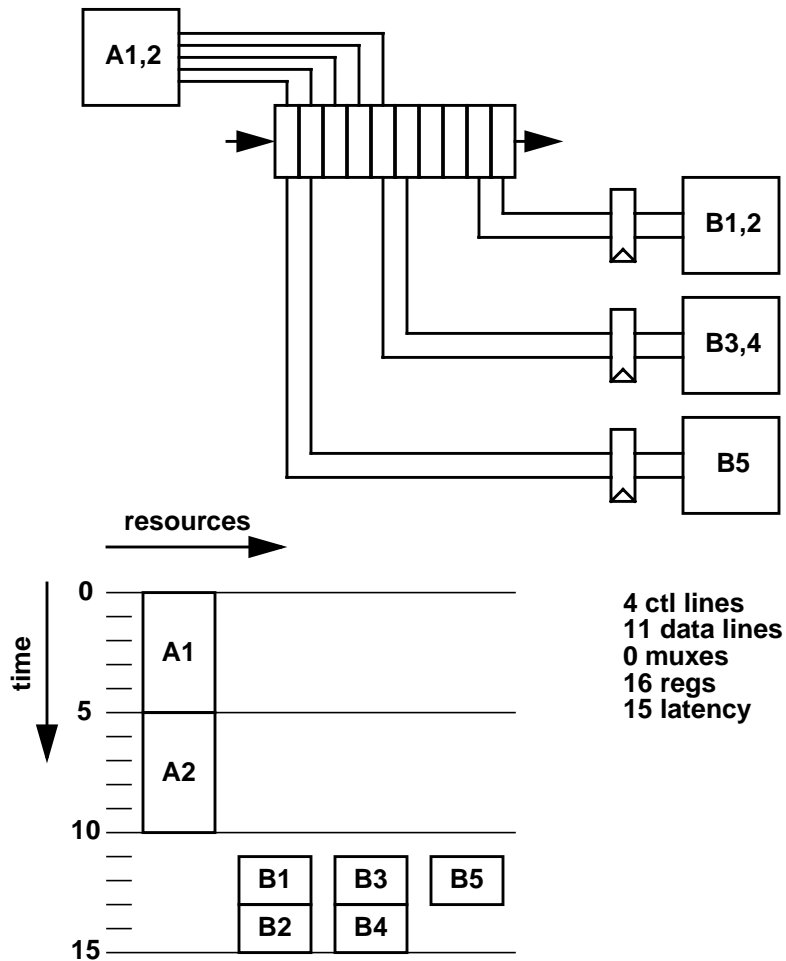 A1,2
B1,2
B3,4
B5
resources
time
0
5
10
15
A1
A2
B1
B3
B5
B2
B4
4 ctl lines
11 data lines
0 muxes
16 regs
15 latency